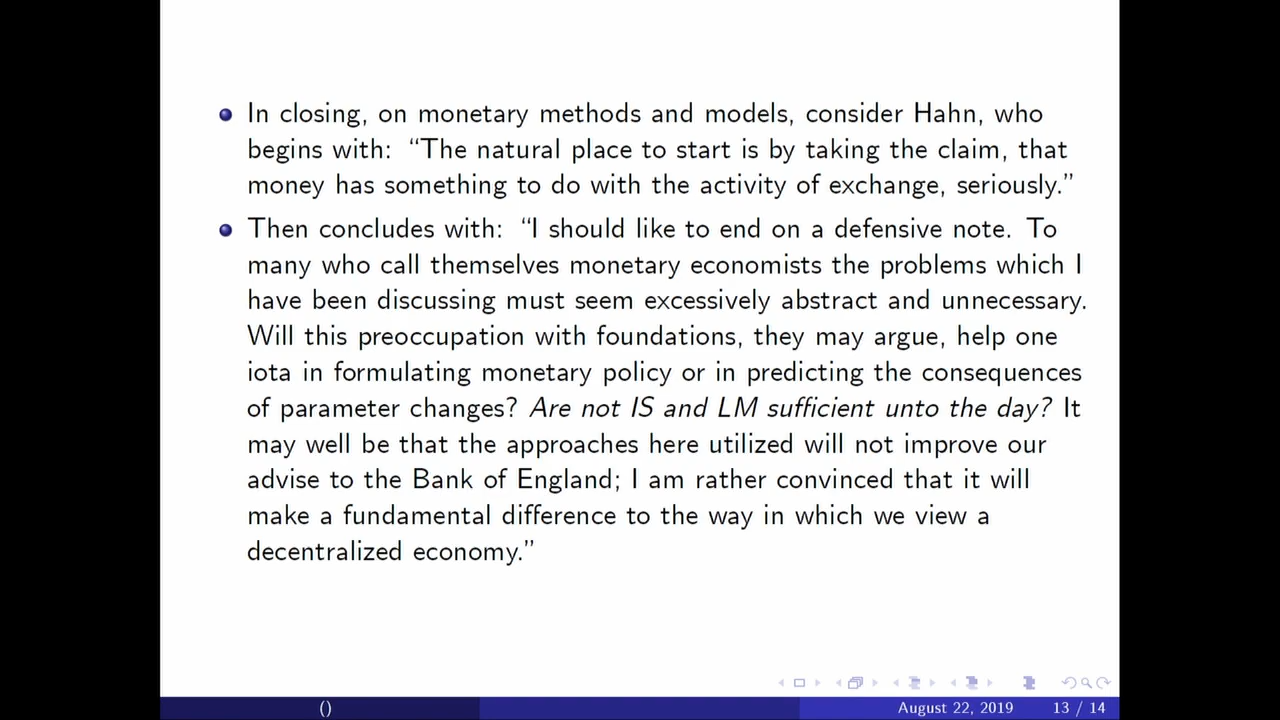 In closing, on monetary methods and models, consider Hahn, who
begins with: “The natural place to start is by taking the claim, that
money has something to do with the activity of exchange, seriously.”
Then concludes with: “I should like to end on a defensive note. To
many who call themselves monetary economists the problems which I
have been discussing must seem excessively abstract and unnecessary.
Will this preoccupation with foundations, they may argue, help one
iota in formulating monetary policy or in predicting the consequences
of parameter changes? Are not IS and LM sufficient unto the day? It
may well be that the approaches here utilized will not improve our
advise to the Bank of England; I am rather convinced that it will
make a fundamental difference to the way in which we view a
decentralized economy.”
() August 22, 2019 13 / 14